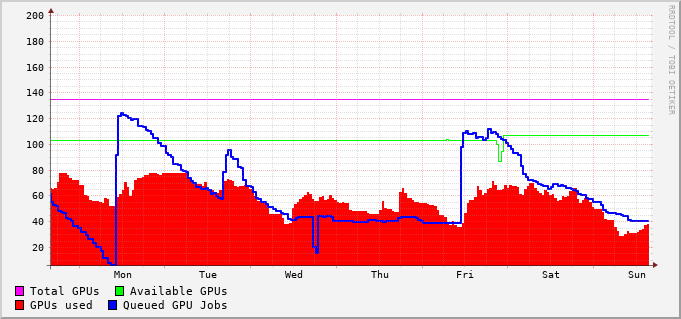 200
180
160
140
120
100
80
60
40
20
Mon Tue Wed Thu Fri Sat Sun
Total GPUs Available GPUs
GPUs used Queued GPU Jobs
RRDTOOL / TOBI OETIKER